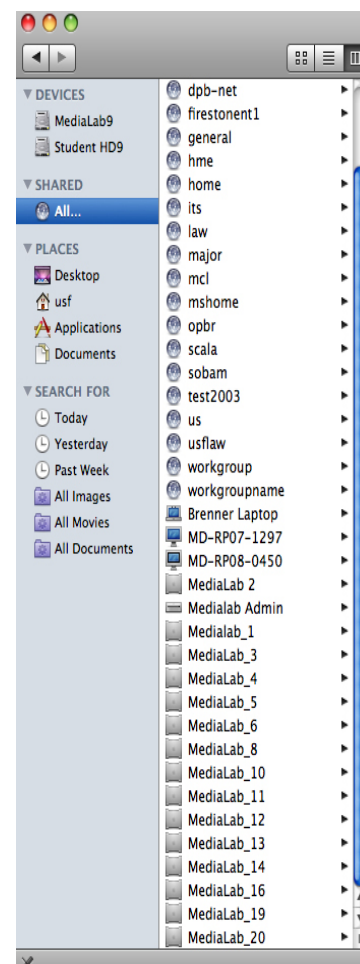 DEVICES
MediaLab9
Student HD9
SHARED
All...
PLACES
Desktop
usf
Applications
Documents
SEARCH FOR
Today
Yesterday
Past Week
All Images
All Movies
All Documents
dpb-net
firestonent1
general
hme
home
its
law
major
mcl
mshome
opbr
scala
sobam
test2003
us
usflaw
workgroup
workgroupname
Brenner Laptop
MD-RP07-1297
MD-RP08-0450
MediaLab 2
Medialab Admin
Medialab_1
MediaLab_3
MediaLab_4
MediaLab_5
MediaLab_6
MediaLab_8
MediaLab_10
MediaLab_11
MediaLab_12
MediaLab_13
MediaLab_14
MediaLab_16
MediaLab_19
MediaLab_20